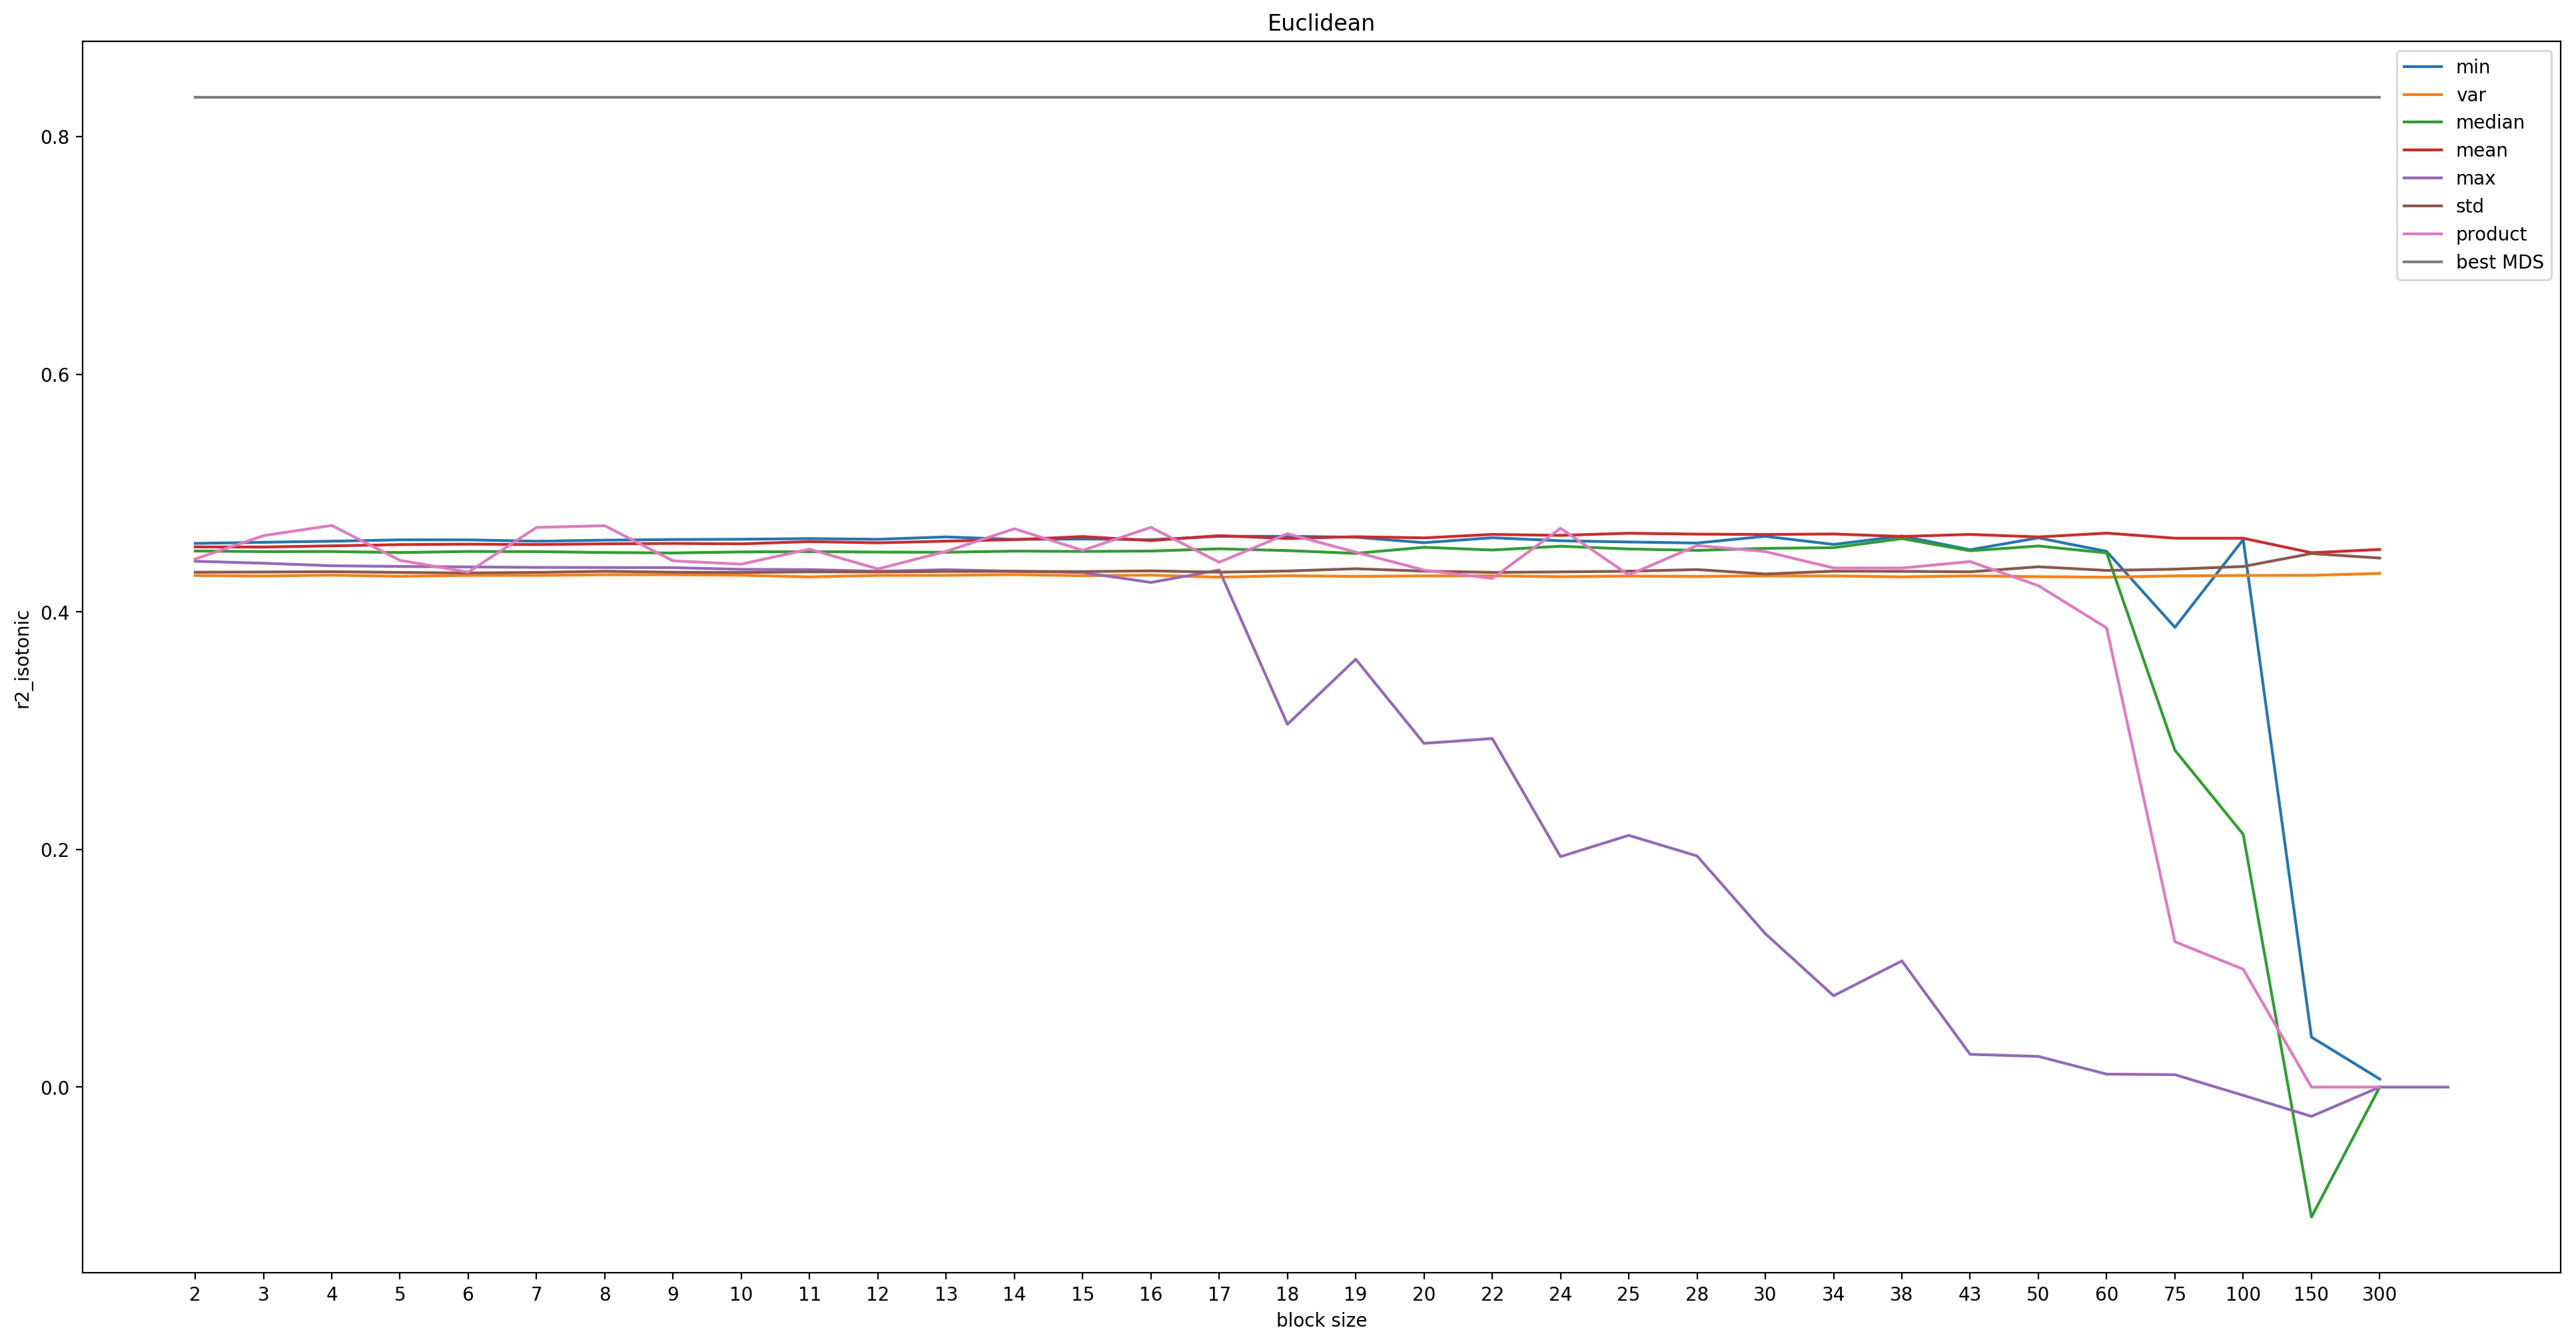 Euclidean
min
var
median
mean
max
std
product
best MDS
0.8
0.6
0.4
0.2
0.0
r2_isotonic
2 3 4 5 6 7 8 9 10 11 12 13 14 15 16 17 18 19 20 22 24 25 28 30 34 38 43 50 60 75 100 150 300
block size